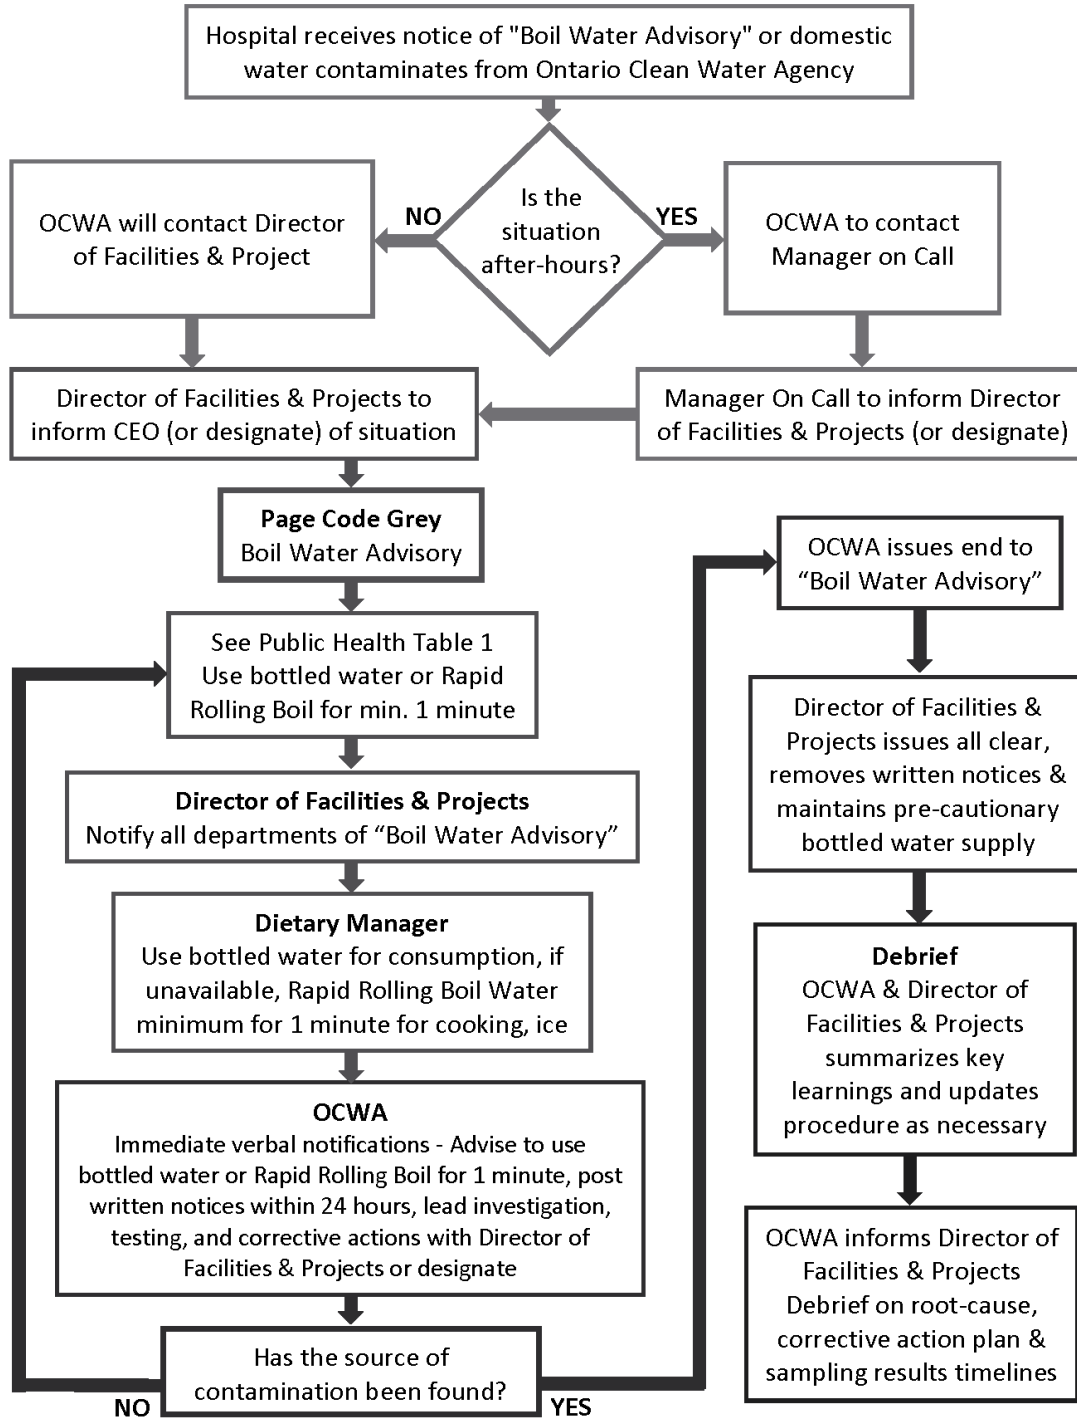 Hospital receives notice of "Boil Water Advisory" or domestic
water contaminates from Ontario Clean Water Agency
Is the
situation
after-hours?
NO
YES
OCWA will contact Director
of Facilities & Project
OCWA to contact
Manager on Call
Director of Facilities & Projects to
inform CEO (or designate) of situation
Manager On Call to inform Director
of Facilities & Projects (or designate)
Page Code Grey
Boil Water Advisory
See Public Health Table 1
Use bottled water or Rapid
Rolling Boil for min. 1 minute
Director of Facilities & Projects
Notify all departments of “Boil Water Advisory”
Dietary Manager
Use bottled water for consumption, if
unavailable, Rapid Rolling Boil Water
minimum for 1 minute for cooking, ice
OCWA
Immediate verbal notifications - Advise to use
bottled water or Rapid Rolling Boil for 1 minute, post
written notices within 24 hours, lead investigation,
testing, and corrective actions with Director of
Facilities & Projects or designate
Has the source of
contamination been found?
NO
YES
OCWA issues end to
“Boil Water Advisory”
Director of Facilities &
Projects issues all clear,
removes written notices &
maintains pre-cautionary
bottled water supply
Debrief
OCWA & Director of
Facilities & Projects
summarizes key
learnings and updates
procedure as necessary
OCWA informs Director of
Facilities & Projects
Debrief on root-cause,
corrective action plan &
sampling results timelines